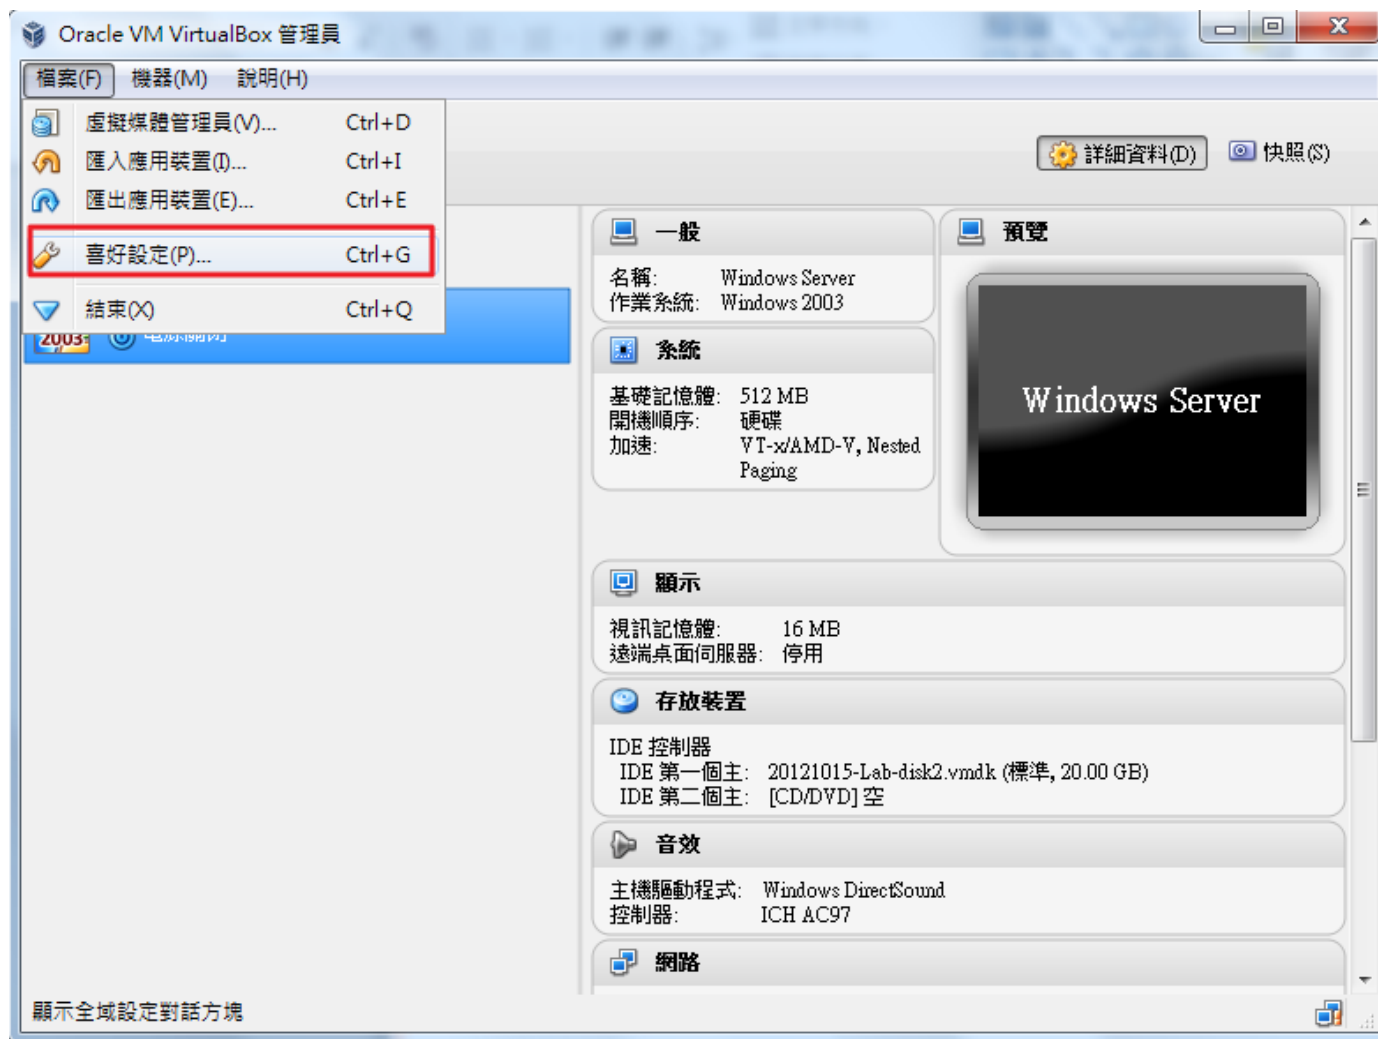 Oracle VM VirtualBox 管理員
檔案(F) 機器(M) 說明(H)
虛擬媒體管理員(V)... Ctrl+D
匯入應用裝置(I)... Ctrl+I
匯出應用裝置(E)... Ctrl+E
喜好設定(P)... Ctrl+G
結束(X) Ctrl+Q
2003
詳細資料(D) 快照(S)
一般
名稱: Windows Server
作業系統: Windows 2003
預覽
Windows Server
系統
基礎記憶體: 512 MB
開機順序: 硬碟
加速: VT-x/AMD-V, Nested
Paging
顯示
視訊記憶體: 16 MB
遠端桌面伺服器: 停用
存放裝置
IDE 控制器
IDE 第一個主: 20121015-Lab-disk2.vmdk (標準, 20.00 GB)
IDE 第二個主: [CD/DVD] 空
音效
主機驅動程式: Windows DirectSound
控制器: ICH AC97
網路
顯示全域設定對話方塊